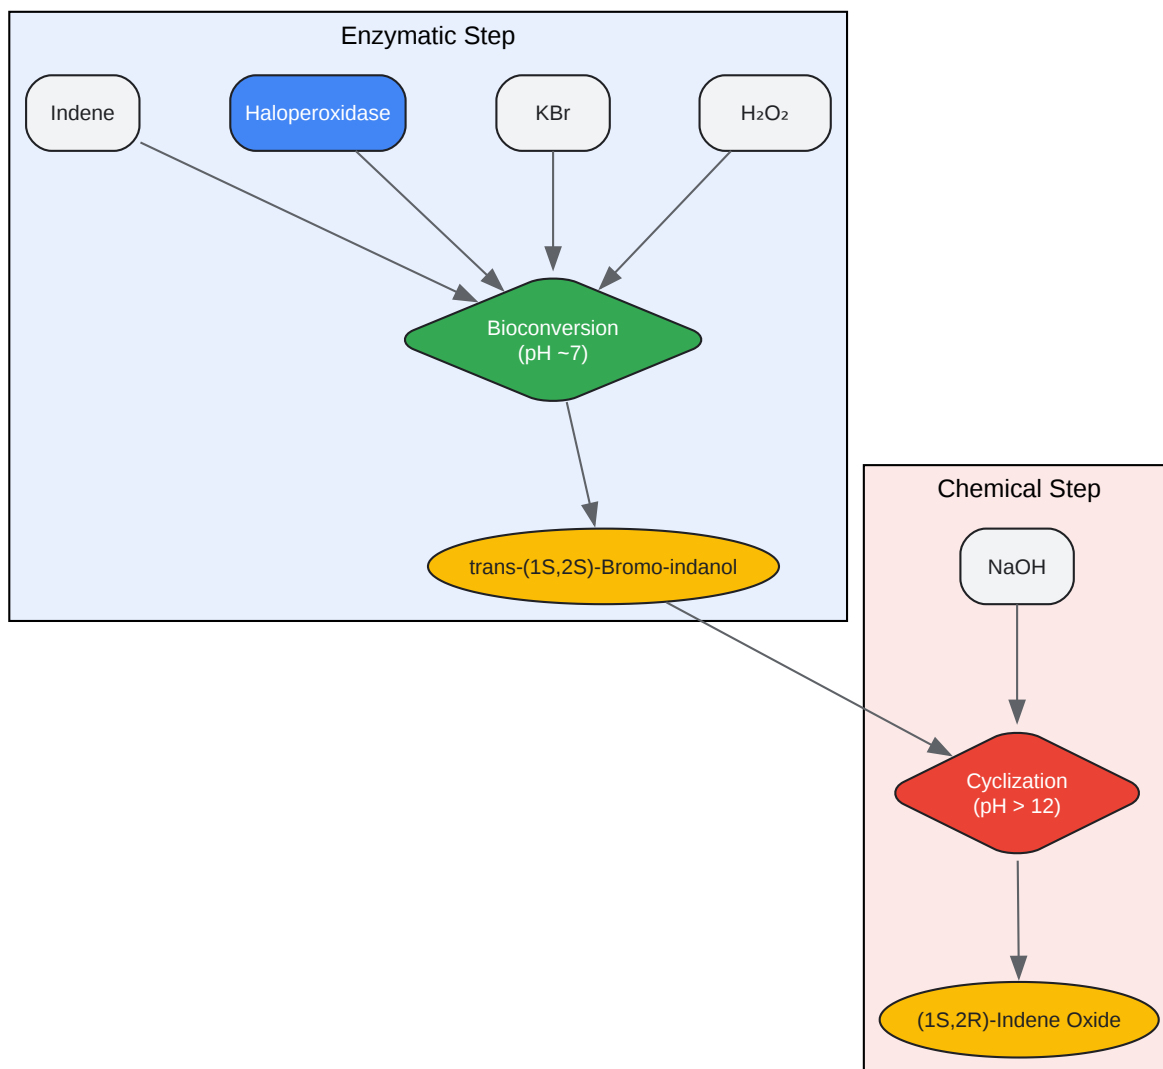 Enzymatic Step
Indene
Haloperoxidase
KBr
H₂O₂
Bioconversion
(pH ~7)
trans-(1S,2S)-Bromo-indanol
Chemical Step
NaOH
Cyclization
(pH > 12)
(1S,2R)-Indene Oxide